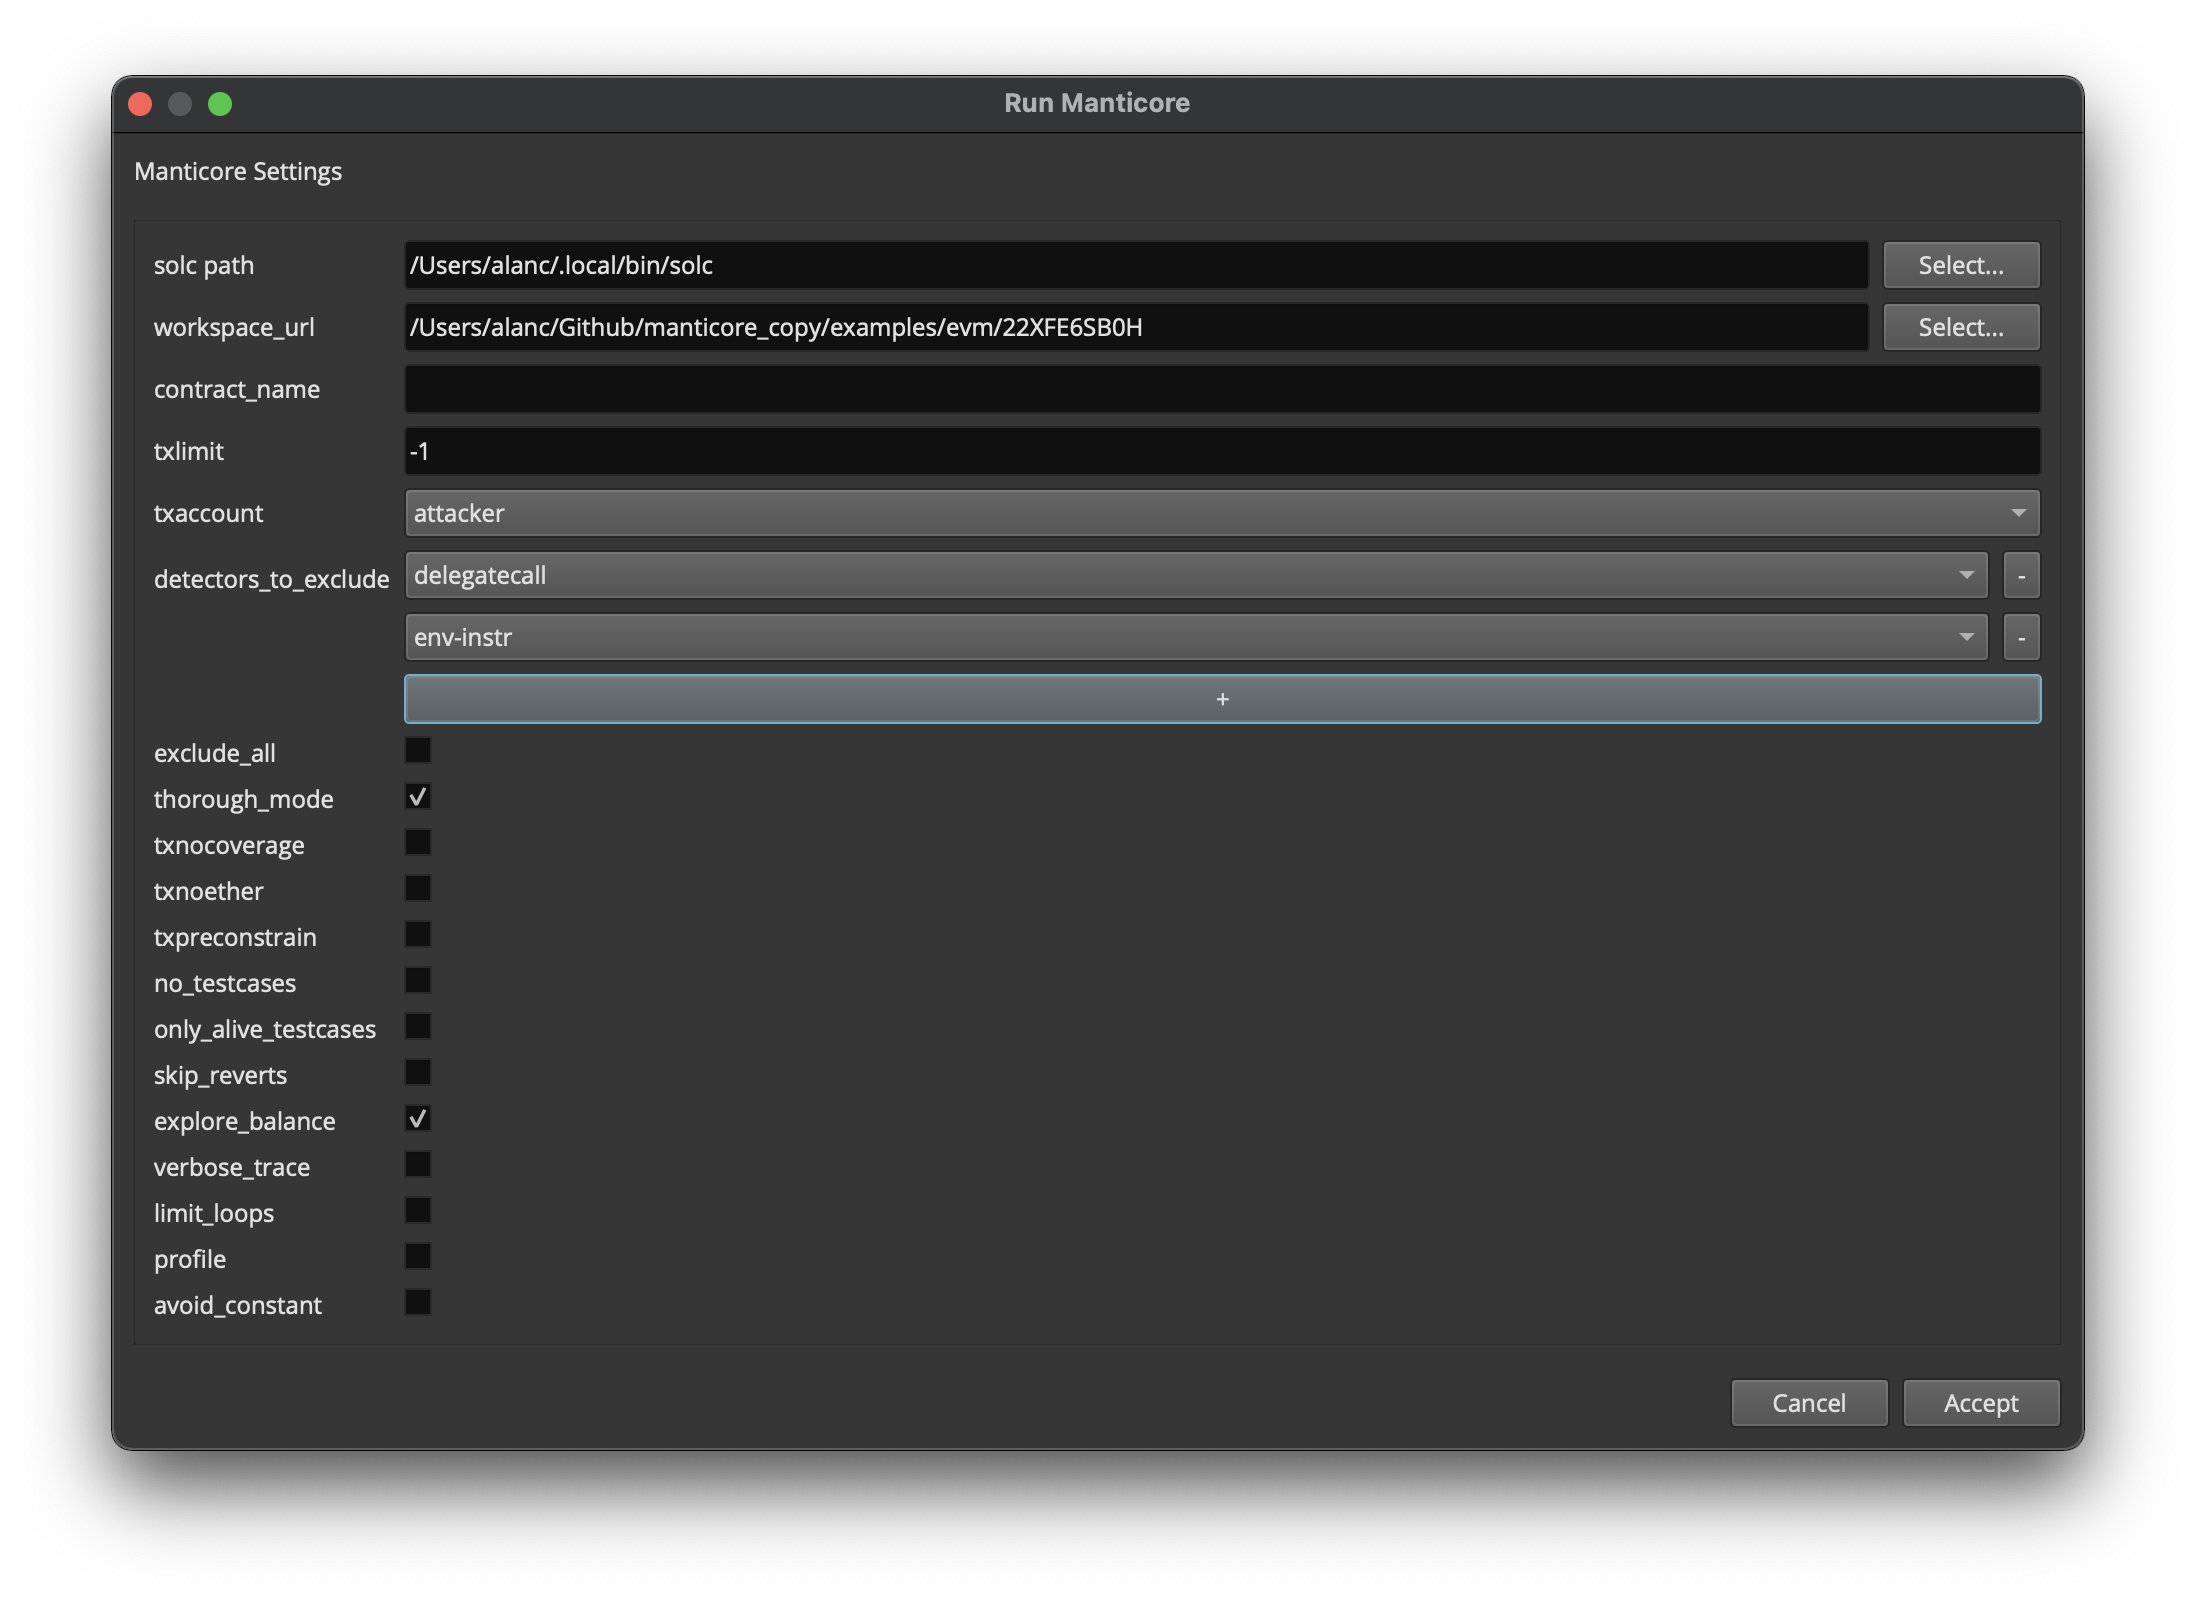 Run Manticore
Manticore Settings
solc path /Users/alanc/.local/bin/solc Select...
workspace_url /Users/alanc/Github/manticore_copy/examples/evm/22XFE6SB0H Select...
contract_name
txlimit -1
txaccount attacker
detectors_to_exclude delegatecall -
env-instr -
+
exclude_all
thorough_mode
txnocoverage
txnoether
txpreconstrain
no_testcases
only_alive_testcases
skip_reverts
explore_balance
verbose_trace
limit_loops
profile
avoid_constant
Cancel Accept